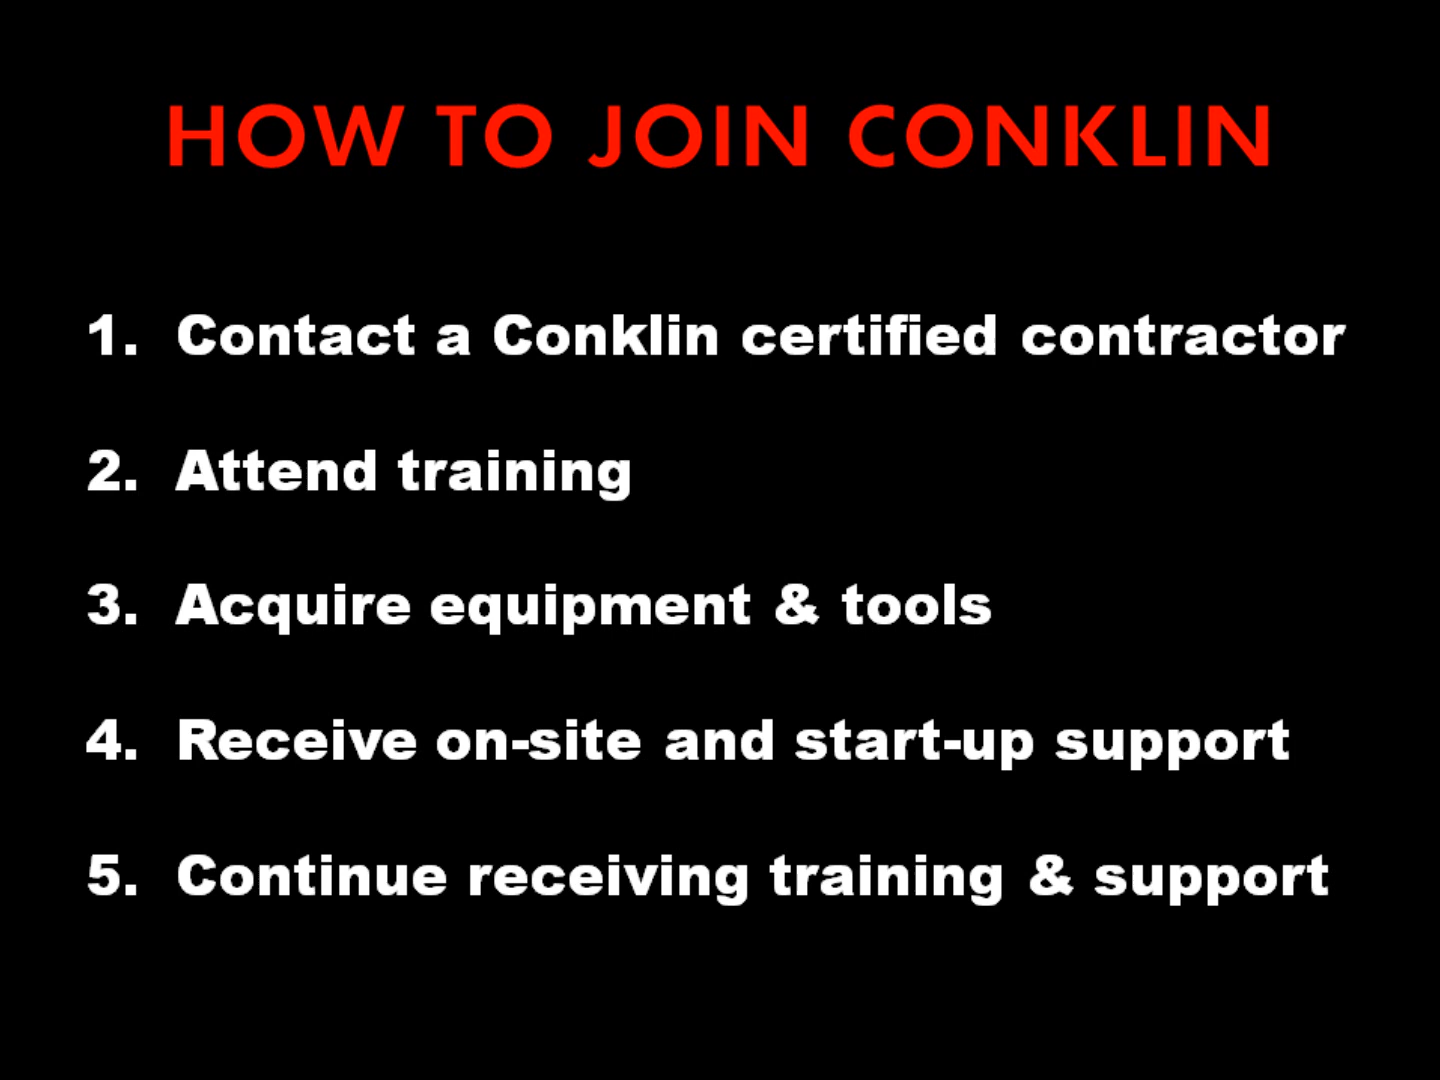 HOW TO JOIN CONKLIN
1. Contact a Conklin certified contractor
2. Attend training
3. Acquire equipment & tools
4. Receive on-site and start-up support
5. Continue receiving training & support